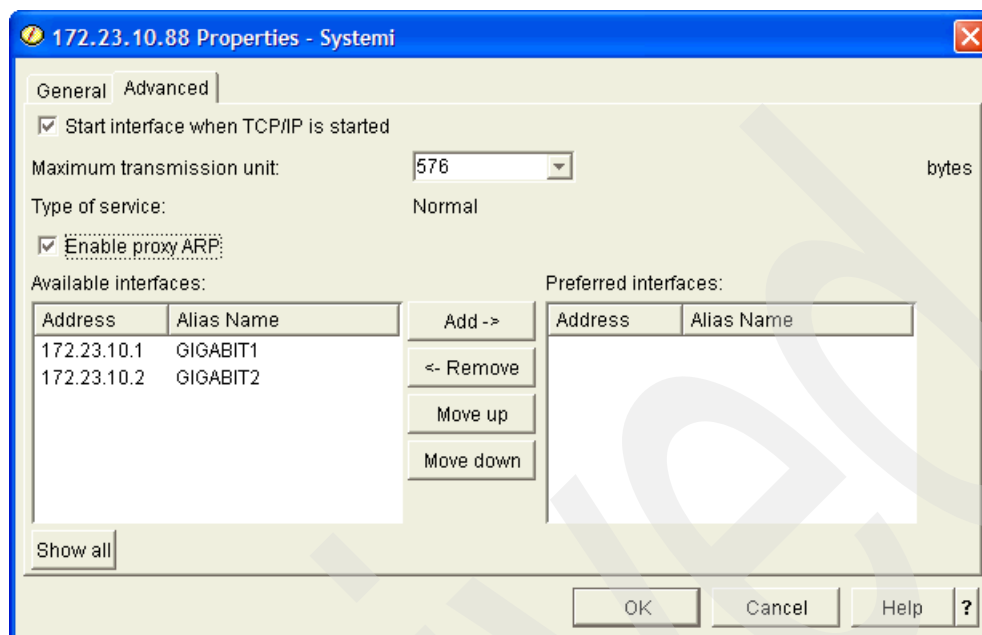 172.23.10.88 Properties - Systemi
General Advanced
Start interface when TCP/IP is started
Maximum transmission unit: 576 bytes
Type of service: Normal
Enable proxy ARP
Available interfaces:
Address Alias Name
172.23.10.1 GIGABIT1
172.23.10.2 GIGABIT2
Add ->
<- Remove
Move up
Move down
Preferred interfaces:
Address Alias Name
Show all
OK Cancel Help ?